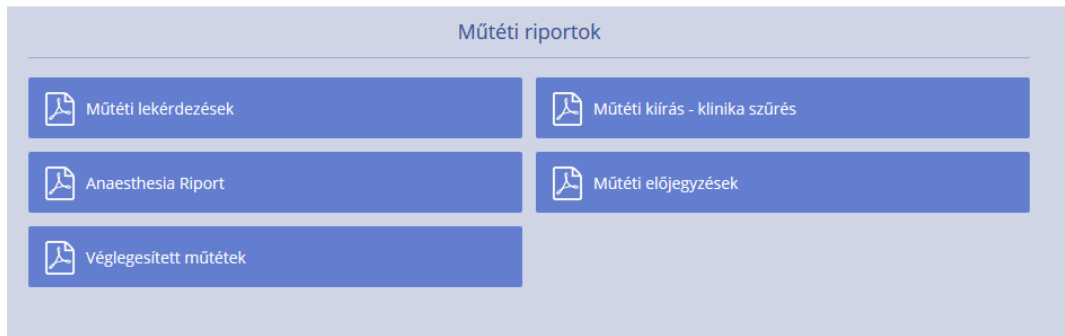 Műtéti riportok
Műtéti lekérdezések
Műtéti kiírás - klinika szűrés
Anaesthesia Riport
Műtéti előjegyzések
Véglegesített műtétek